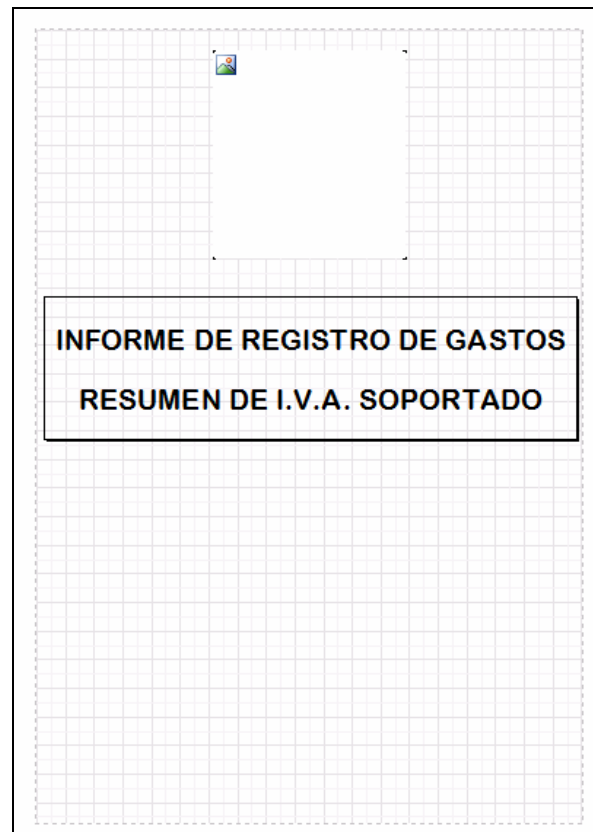 INFORME DE REGISTRO DE GASTOS
RESUMEN DE I.V.A. SOPORTADO